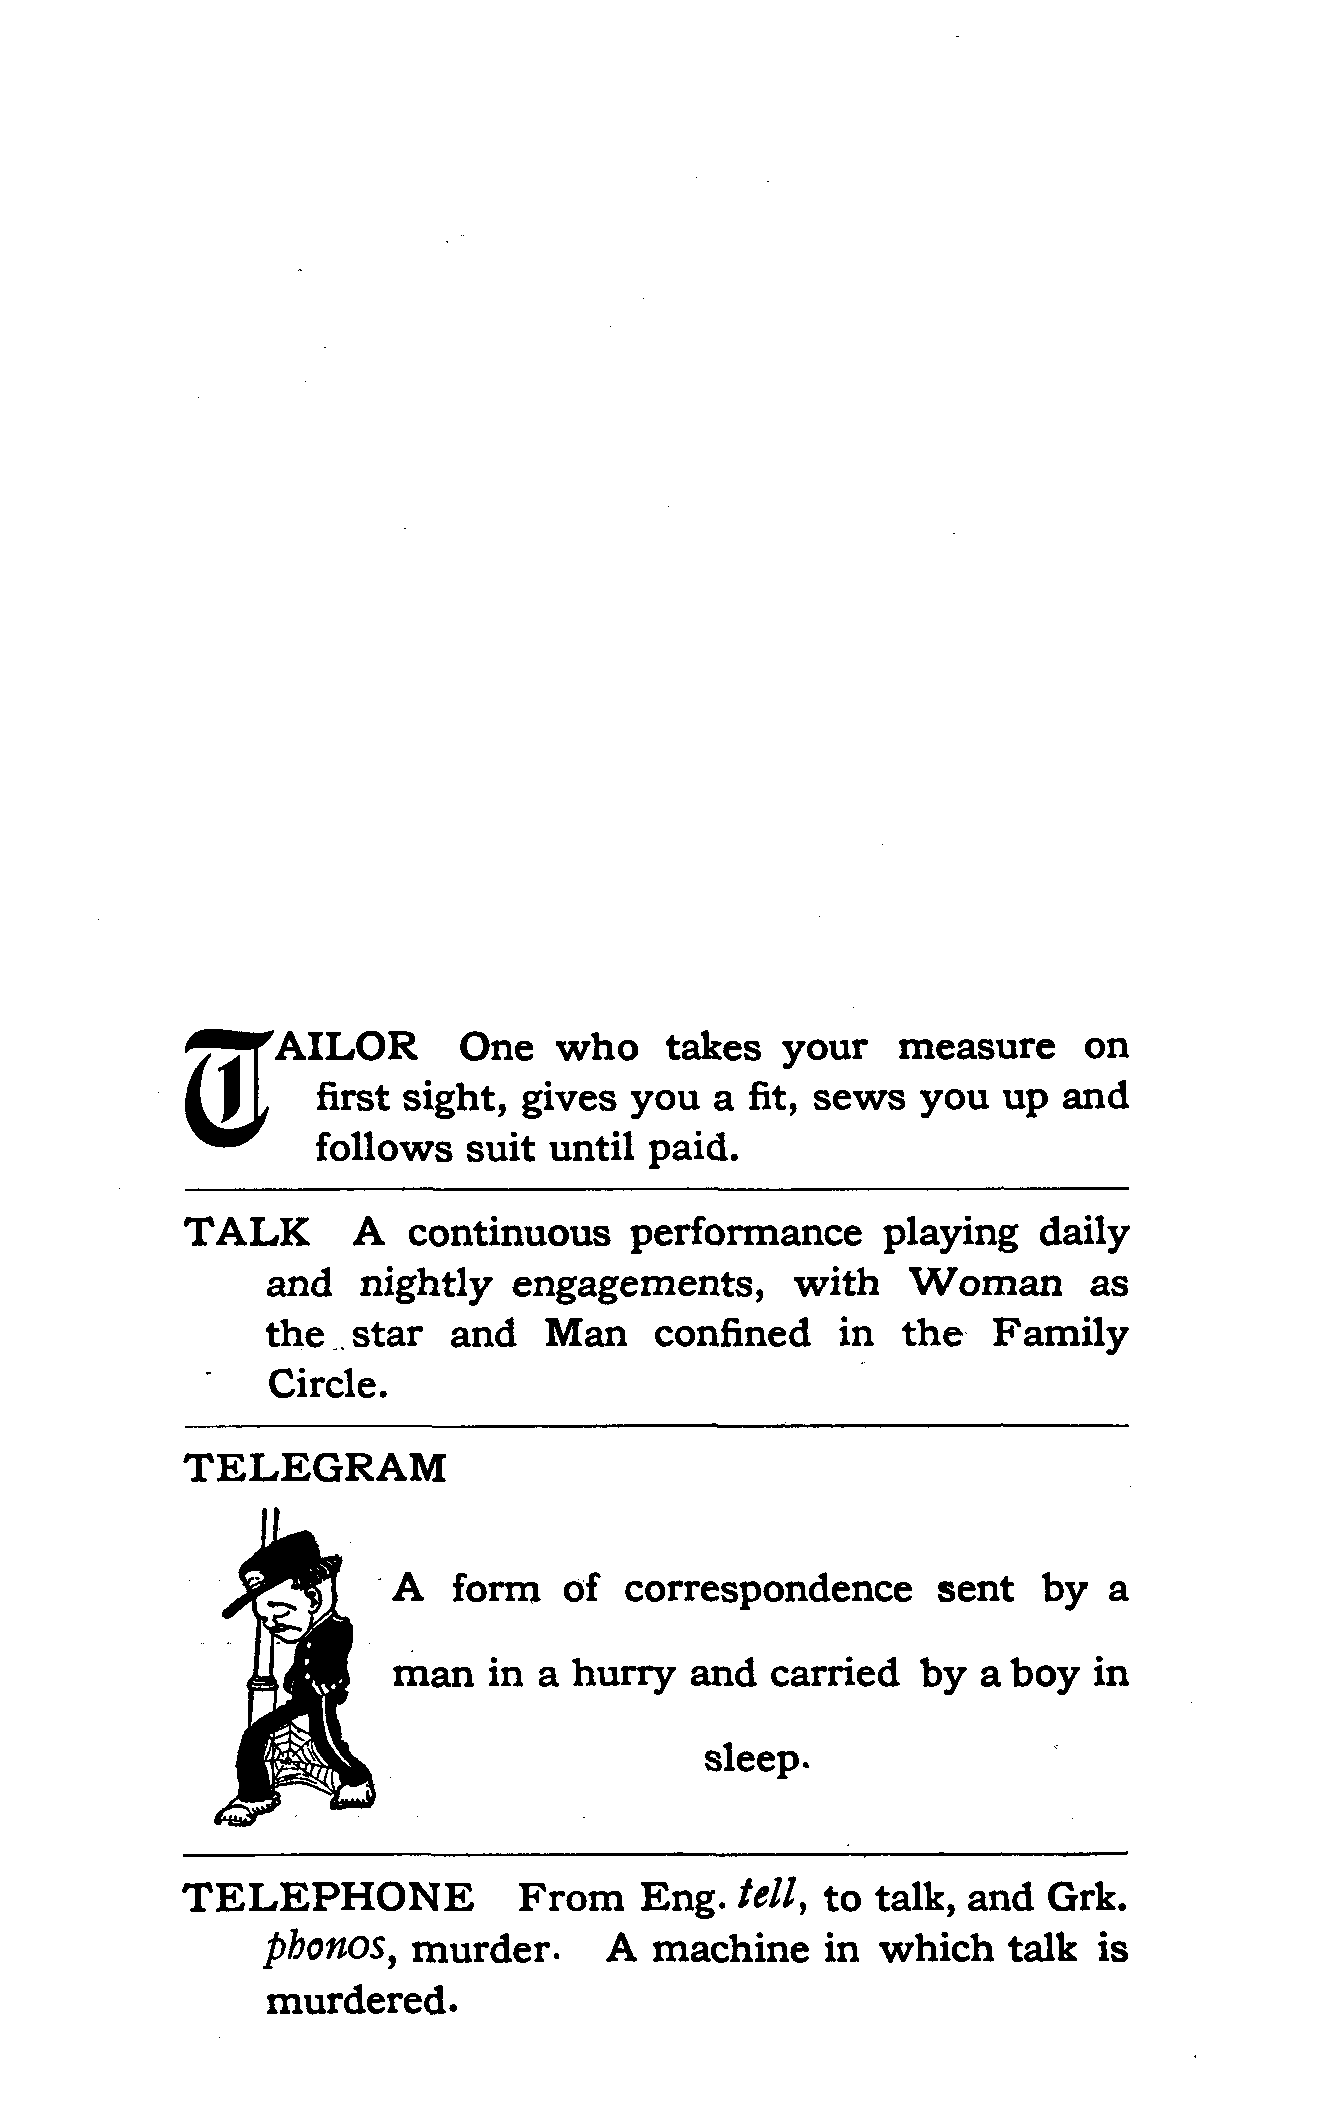 TAILOR One who takes your measure on
first sight, gives you a fit, sews you up and
follows suit until paid.
TALK A continuous performance playing daily
and nightly engagements, with Woman as
the star and Man confined in the Family
Circle.
TELEGRAM
A form of correspondence sent by a
man in a hurry and carried by a boy in
sleep.
TELEPHONE From Eng. tell, to talk, and Grk.
phonos, murder. A machine in which talk is
murdered.